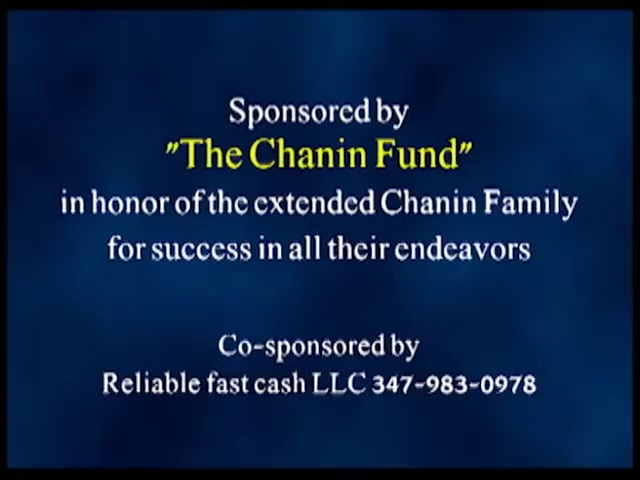 Sponsored by
"The Chanin Fund"
in honor of the extended Chanin Family
for success in all their endeavors
Co-sponsored by
Reliable fast cash LLC 347-983-0978